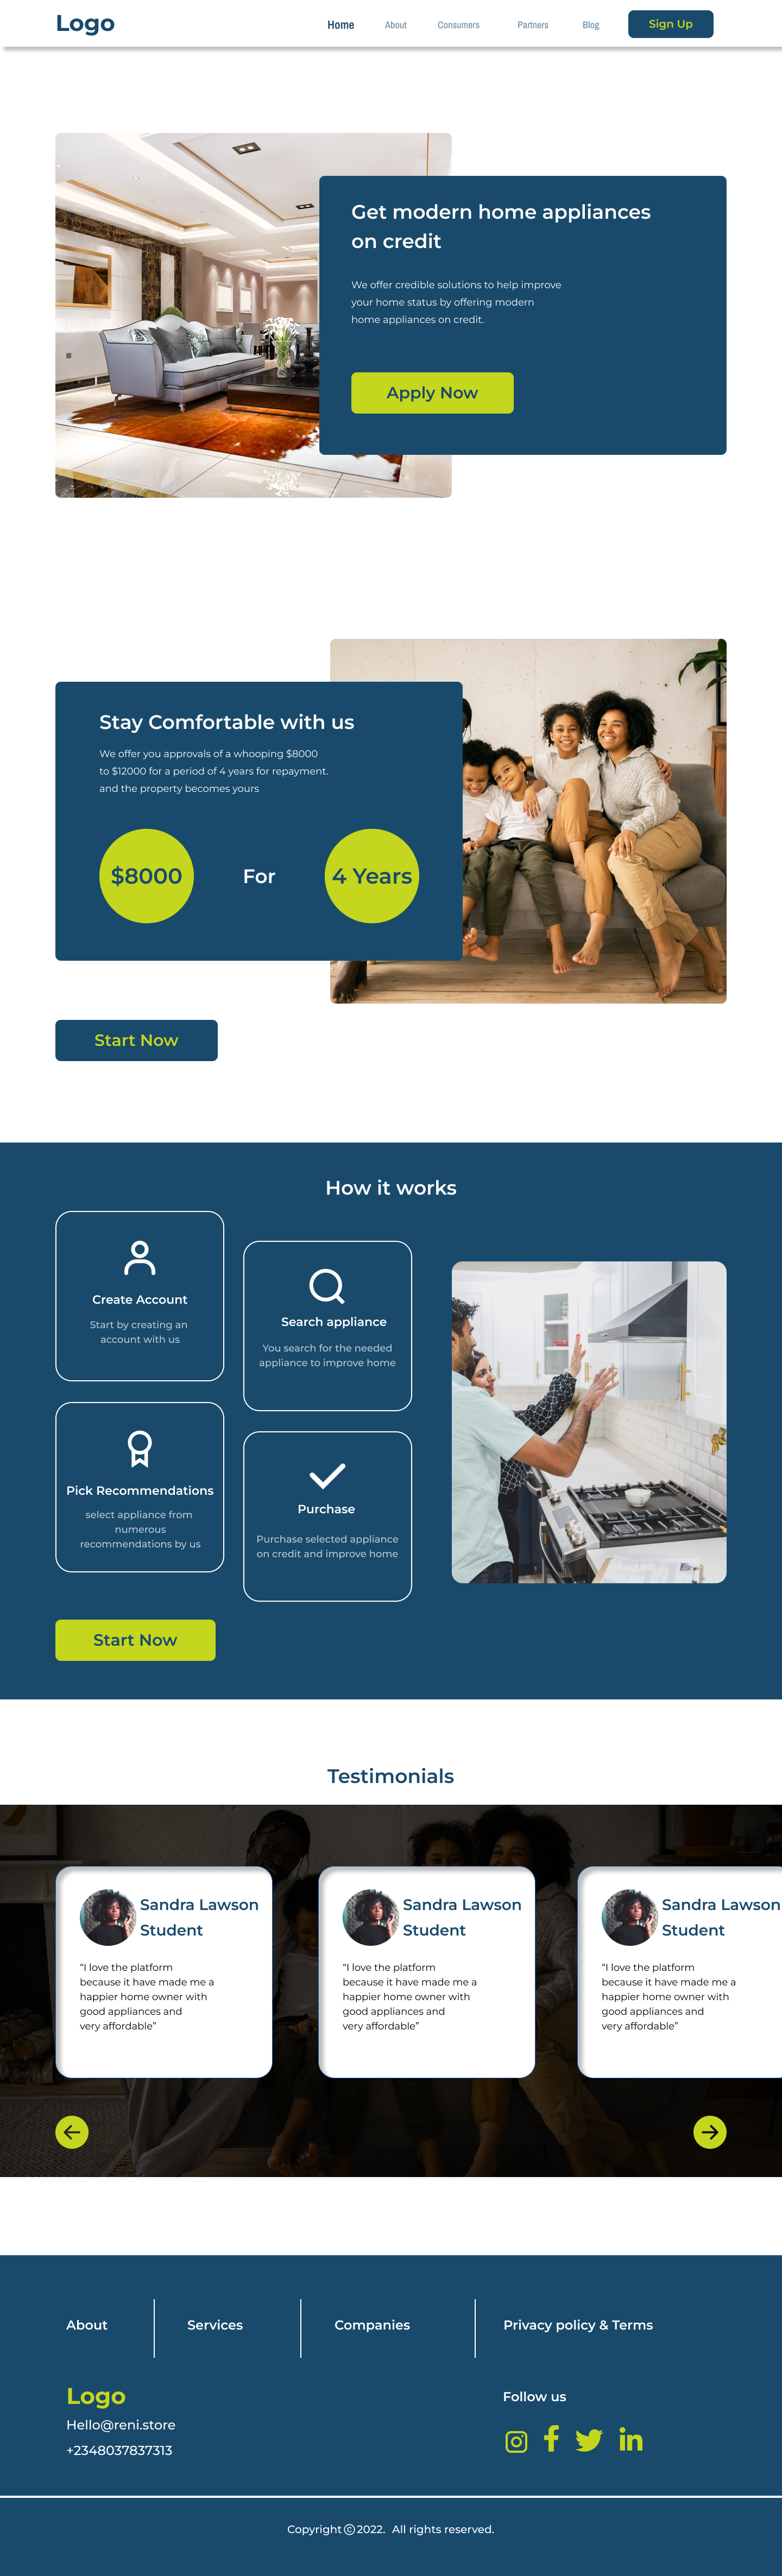 Logo
Home
About
Consumers
Partners
Blog
Sign Up
Get modern home appliances
on credit
We offer credible solutions to help improve
your home status by offering modern
home appliances on credit.
Apply Now
Stay Comfortable with us
We offer you approvals of a whooping $8000
to $12000 for a period of 4 years for repayment.
and the property becomes yours
$8000
For
4 Years
Start Now
How it works
Create Account
Start by creating an
account with us
Search appliance
You search for the needed
appliance to improve home
Pick Recommendations
select appliance from
numerous
recommendations by us
Purchase
Purchase selected appliance
on credit and improve home
Start Now
Testimonials
Sandra Lawson
Student
“I love the platform
because it have made me a
happier home owner with
good appliances and
very affordable”
Sandra Lawson
Student
“I love the platform
because it have made me a
happier home owner with
good appliances and
very affordable”
Sandra Lawson
Student
“I love the platform
because it have made me a
happier home owner with
good appliances and
very affordable”
About
Services
Companies
Privacy policy & Terms
Logo
Hello@reni.store
+2348037837313
Follow us
Copyright © 2022. All rights reserved.